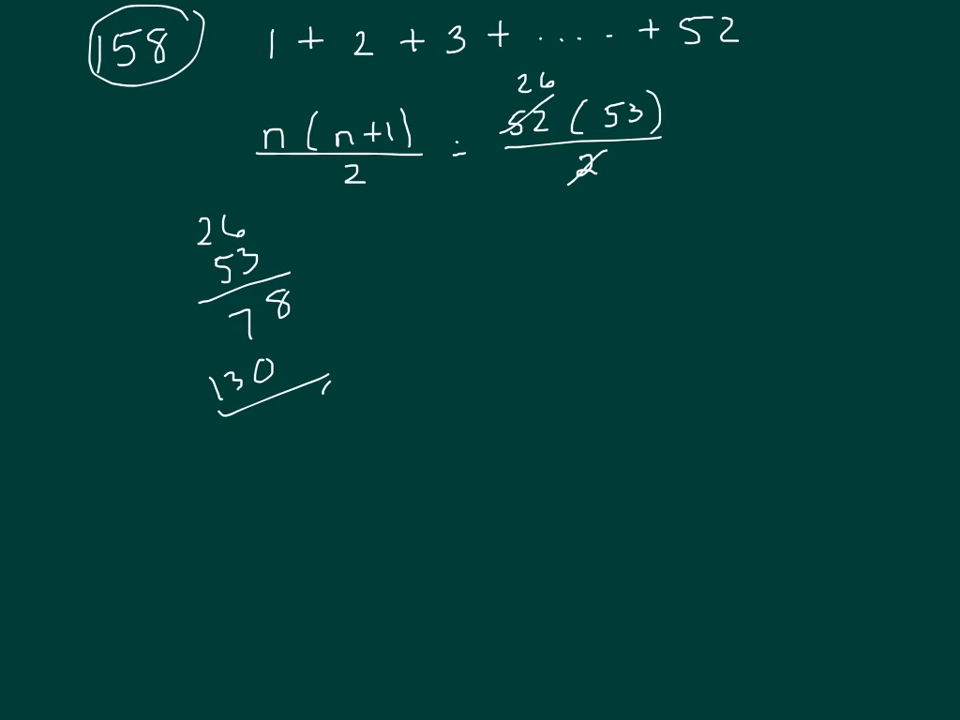 158 1 + 2 + 3 + ..... + 52
n(n+1)/2 = 52(53)/2
26
26
53
78
130